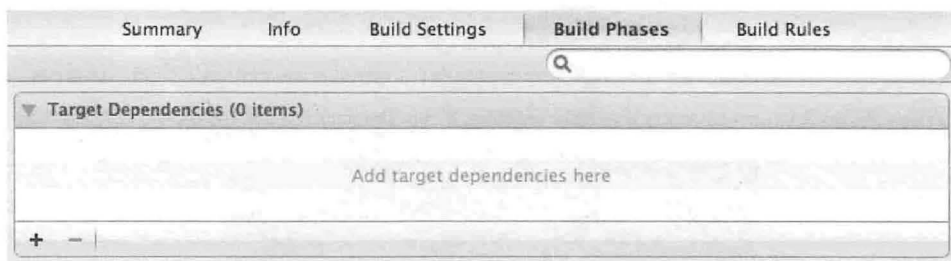 Summary Info Build Settings Build Phases Build Rules
Target Dependencies (0 items)
Add target dependencies here